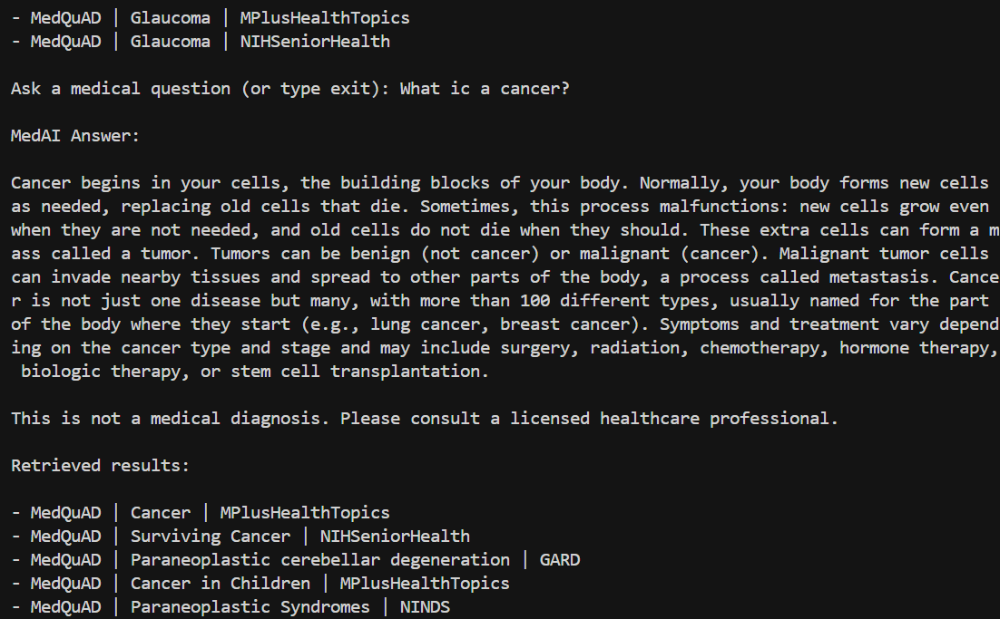 - MedQuAD | Glaucoma | MPlusHealthTopics
- MedQuAD | Glaucoma | NIHSeniorHealth
Ask a medical question (or type exit): What ic a cancer?
MedAI Answer:
Cancer begins in your cells, the building blocks of your body. Normally, your body forms new cells
as needed, replacing old cells that die. Sometimes, this process malfunctions: new cells grow even
when they are not needed, and old cells do not die when they should. These extra cells can form a m
ass called a tumor. Tumors can be benign (not cancer) or malignant (cancer). Malignant tumor cells
can invade nearby tissues and spread to other parts of the body, a process called metastasis. Cance
r is not just one disease but many, with more than 100 different types, usually named for the part
of the body where they start (e.g., lung cancer, breast cancer). Symptoms and treatment vary depend
ing on the cancer type and stage and may include surgery, radiation, chemotherapy, hormone therapy,
biologic therapy, or stem cell transplantation.
This is not a medical diagnosis. Please consult a licensed healthcare professional.
Retrieved results:
- MedQuAD | Cancer | MPlusHealthTopics
- MedQuAD | Surviving Cancer | NIHSeniorHealth
- MedQuAD | Paraneoplastic cerebellar degeneration | GARD
- MedQuAD | Cancer in Children | MPlusHealthTopics
- MedQuAD | Paraneoplastic Syndromes | NINDS